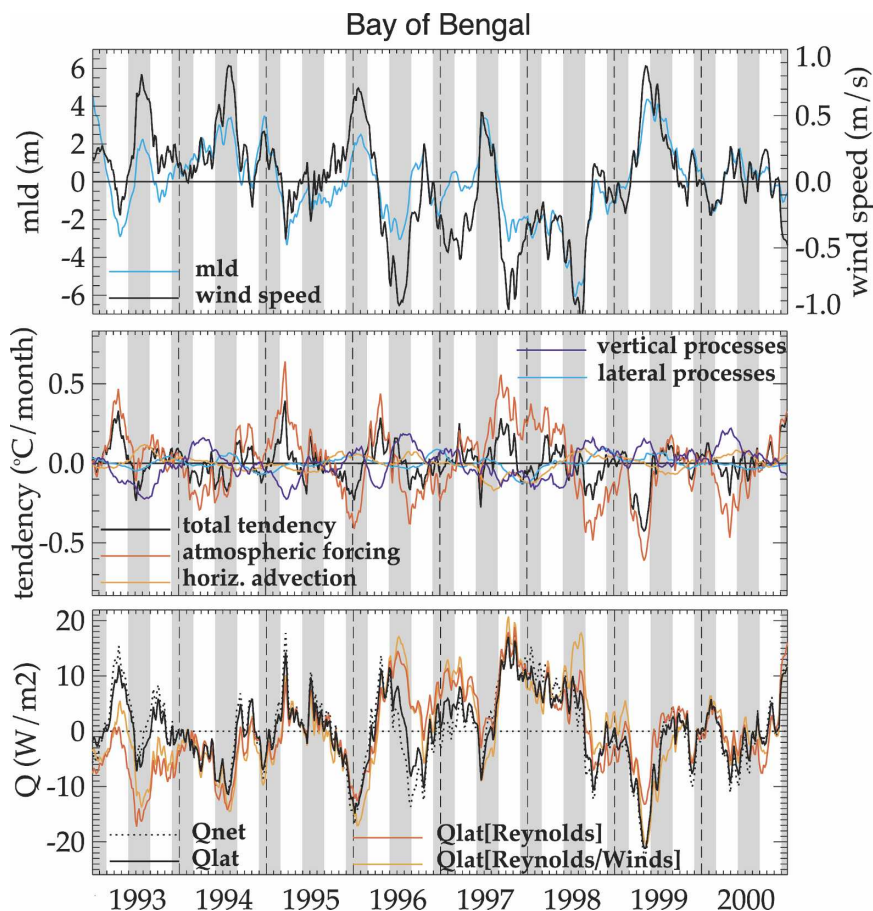 Bay of Bengal
6
4
2
0
-2
-4
-6
mld (m)
1.0
0.5
0.0
-0.5
-1.0
wind speed (m/s)
mld
wind speed
0.5
0.0
-0.5
tendency (°C/month)
vertical processes
lateral processes
total tendency
atmospheric forcing
horiz. advection
20
10
0
-10
-20
Q (W/m2)
Qnet
Qlat
Qlat[Reynolds]
Qlat[Reynolds/Winds]
1993 1994 1995 1996 1997 1998 1999 2000